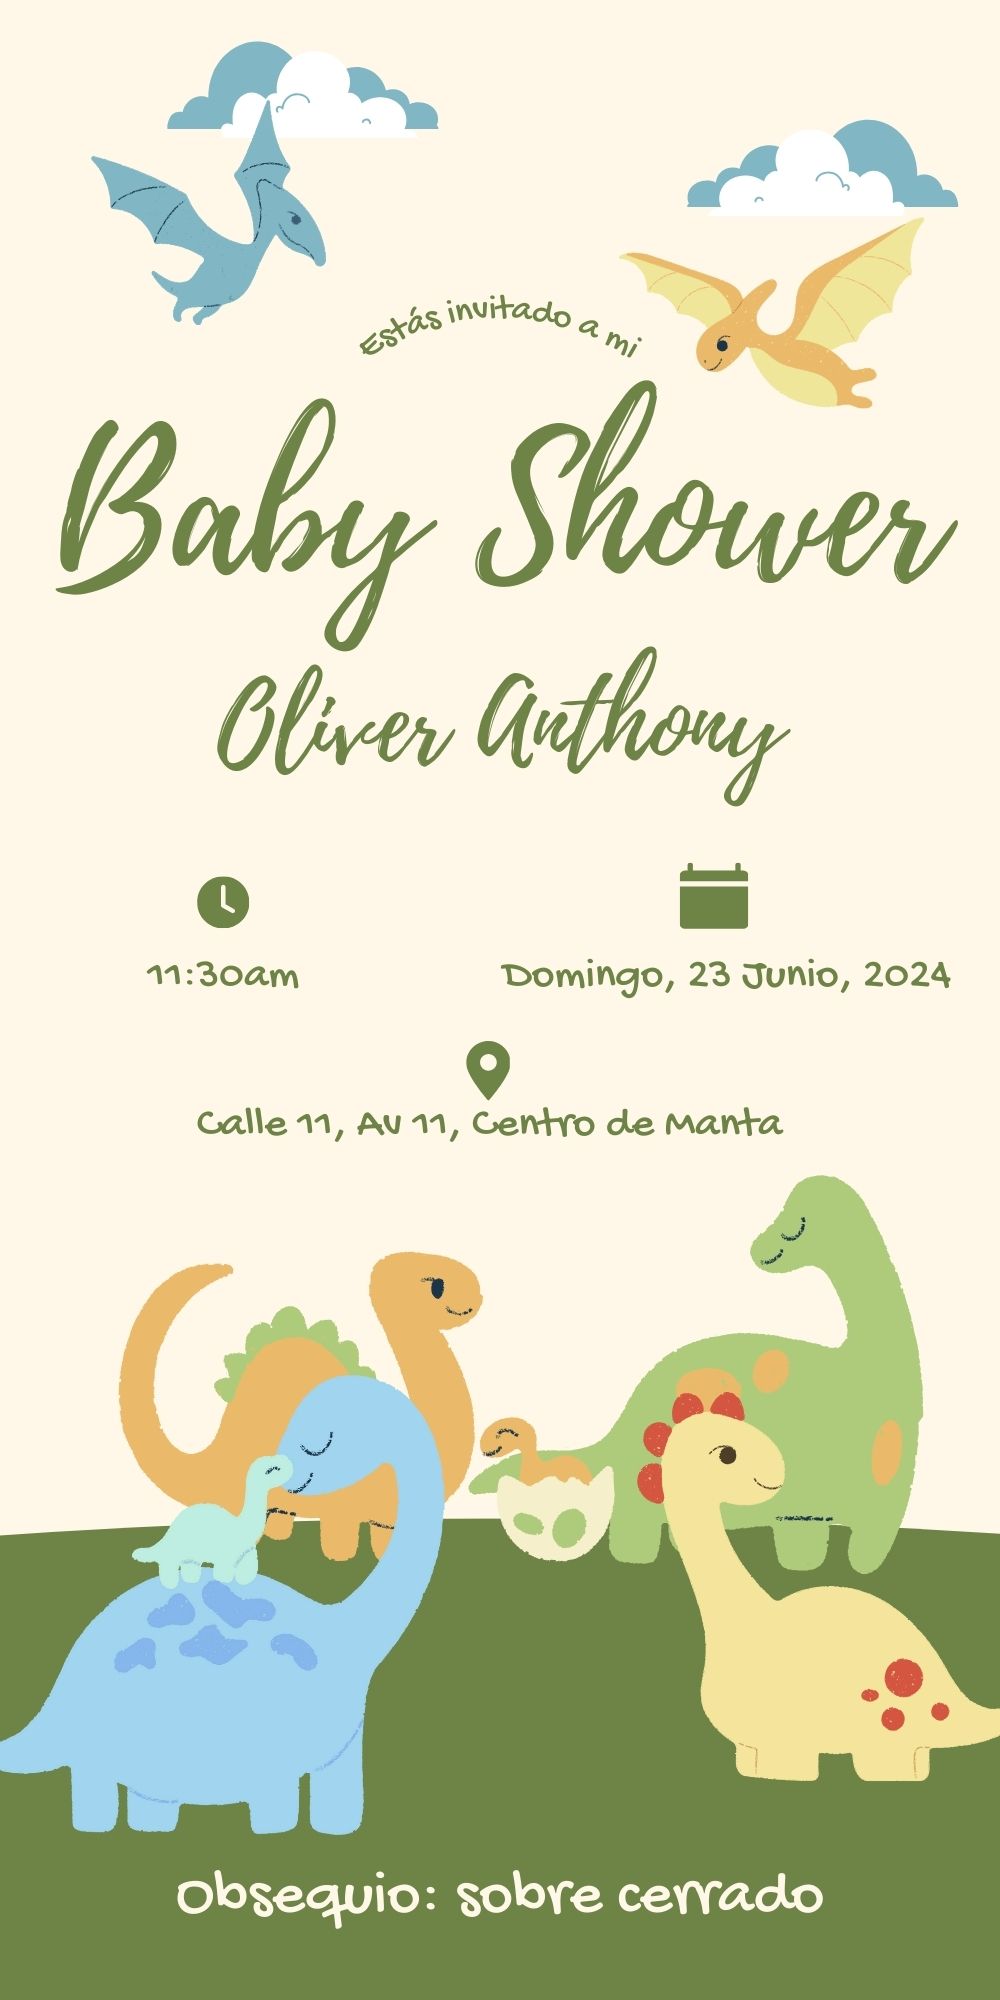 Estás invitado a mi
Baby Shower
Oliver Anthony
11:30am
Domingo, 23 Junio, 2024
Calle 11, Av 11, Centro de Manta
Obsequio: sobre cerrado